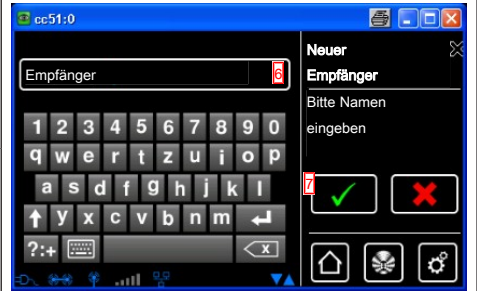 cc51:0
Empfänger
6
1 2 3 4 5 6 7 8 9 0
q w e r t z u i o p
a s d f g h j k l
y x c v b n m
?:+
x
Neuer
Empfänger
Bitte Namen
eingeben
7